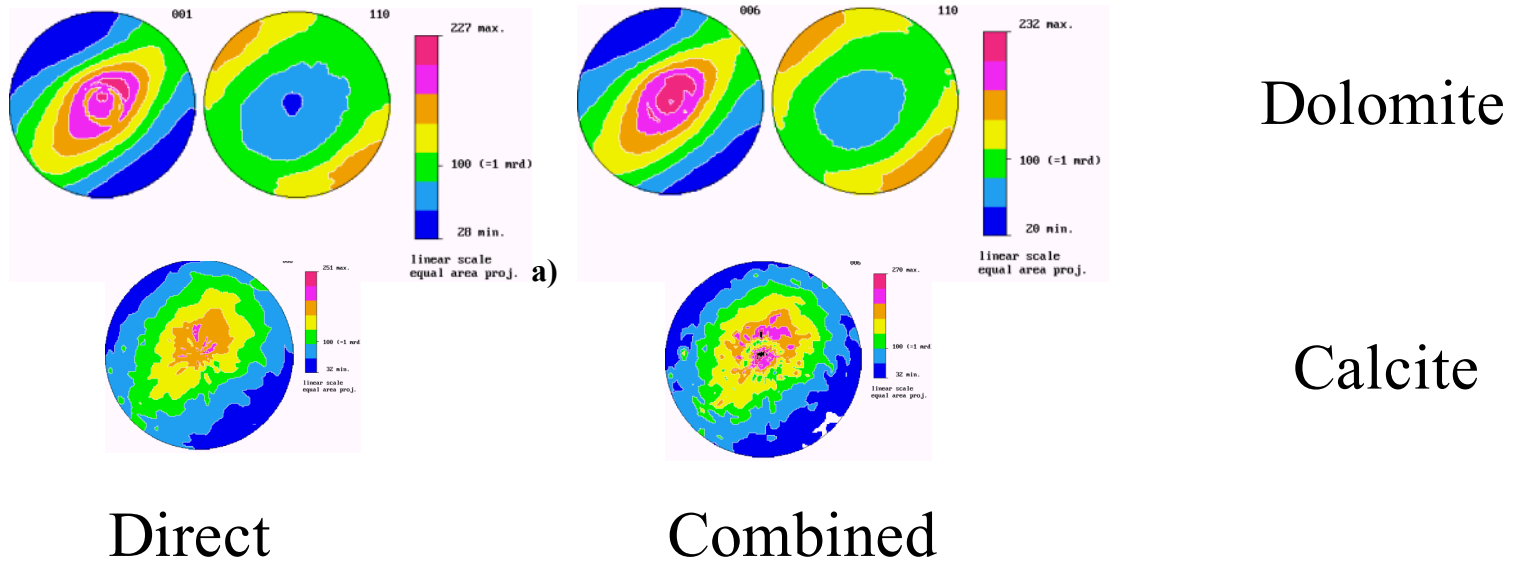 001
110
227 max.
100 (=1 mrd)
28 min.
linear scale
equal area proj.
a)
006
110
232 max.
100 (=1 mrd)
20 min.
linear scale
equal area proj.
Dolomite
251 max.
100 (=1 mrd
32 min.
linear scale
equal area proj.
006
270 max.
100 (=1 mrd
32 min.
linear scale
equal area proj.
Calcite
Direct
Combined